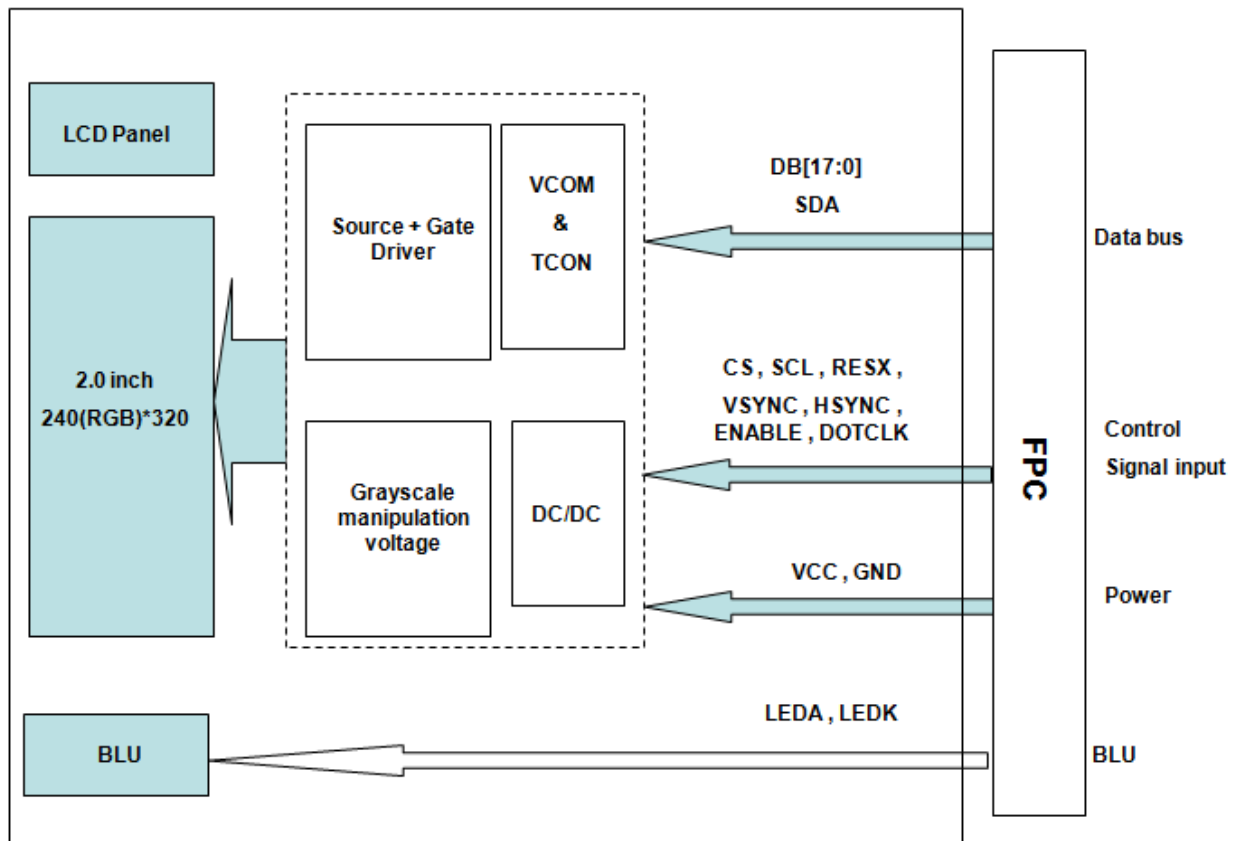 LCD Panel
2.0 inch
240(RGB)*320
BLU
Source + Gate
Driver
VCOM
&
TCON
Grayscale
manipulation
voltage
DC/DC
DB[17:0]
SDA
CS , SCL , RESX ,
VSYNC , HSYNC ,
ENABLE , DOTCLK
VCC , GND
LEDA , LEDK
FPC
Data bus
Control
Signal input
Power
BLU